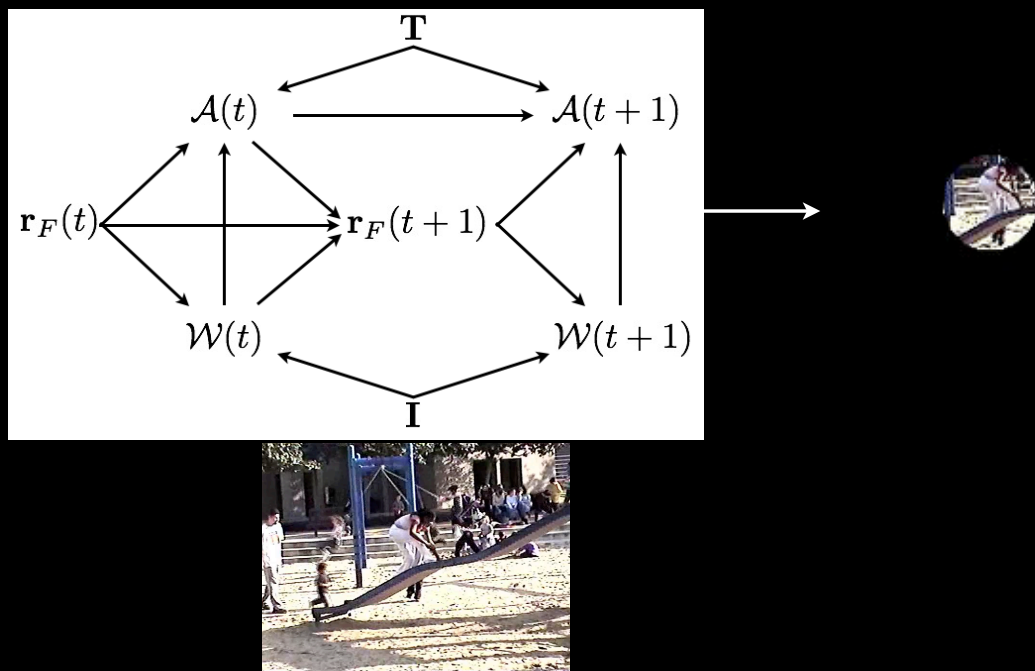 T
𝒜(t) 𝒜(t + 1)
r_F(t) r_F(t + 1)
𝒲(t) 𝒲(t + 1)
I